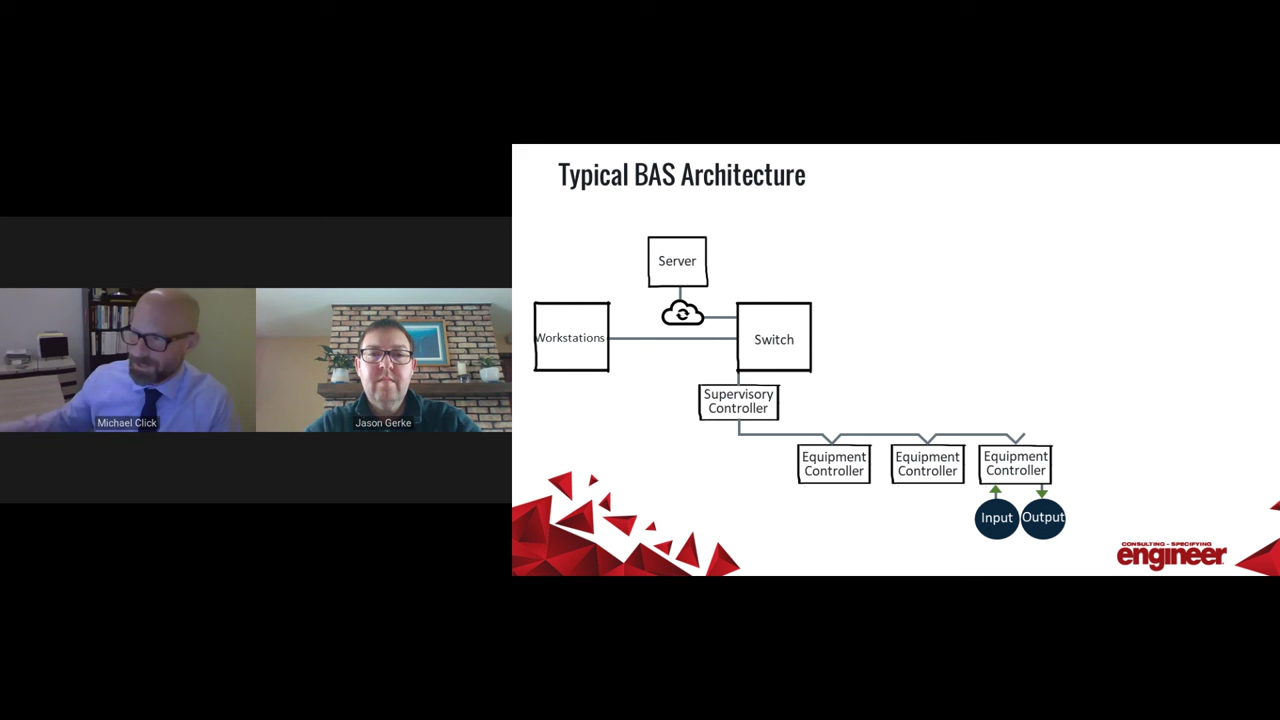 Typical BAS Architecture
Server
Workstations
Switch
Supervisory
Controller
Equipment
Controller
Equipment
Controller
Equipment
Controller
Input
Output
Michael Click
Jason Gerke
CONSULTING - SPECIFYING
engineer